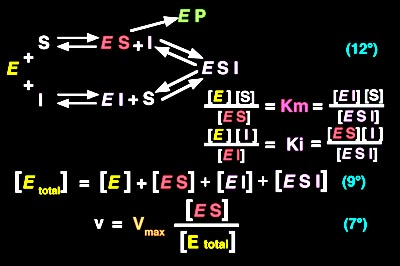 E P
S E S + I
E + E S I (12°)
+
I E I + S
[E] [S] / [E S] = Km = [E I] [S] / [E S I]
[E] [I] / [E I] = Ki = [E S] [I] / [E S I]
[E total] = [E] + [E S] + [E I] + [E S I] (9°)
v = Vmax [E S] / [E total] (7°)